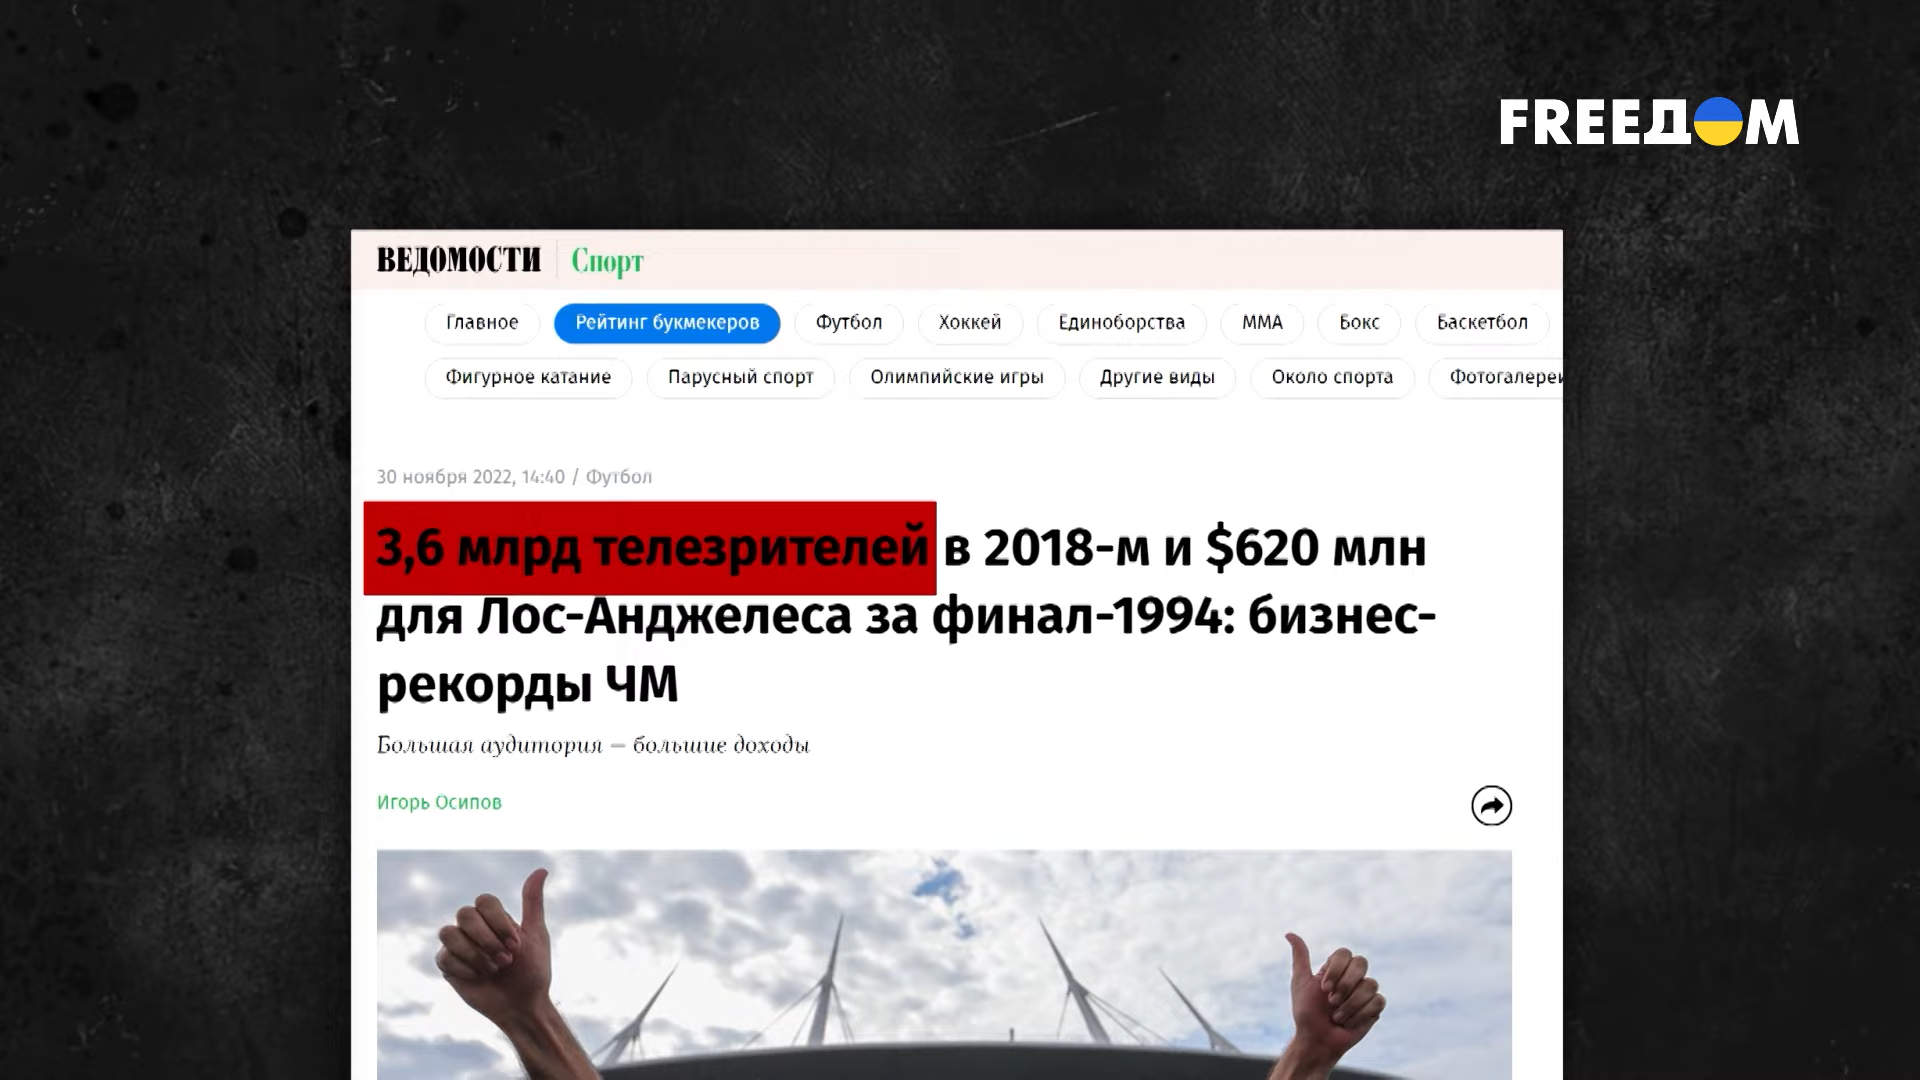 FREEДOM
ВЕДОМОСТИ Спорт
Главное Рейтинг букмекеров Футбол Хоккей Единоборства ММА Бокс Баскетбол
Фигурное катание Парусный спорт Олимпийские игры Другие виды Около спорта Фотогалереи
30 ноября 2022, 14:40 / Футбол
3,6 млрд телезрителей в 2018-м и $620 млн
для Лос-Анджелеса за финал-1994: бизнес-
рекорды ЧМ
Большая аудитория – большие доходы
Игорь Осипов